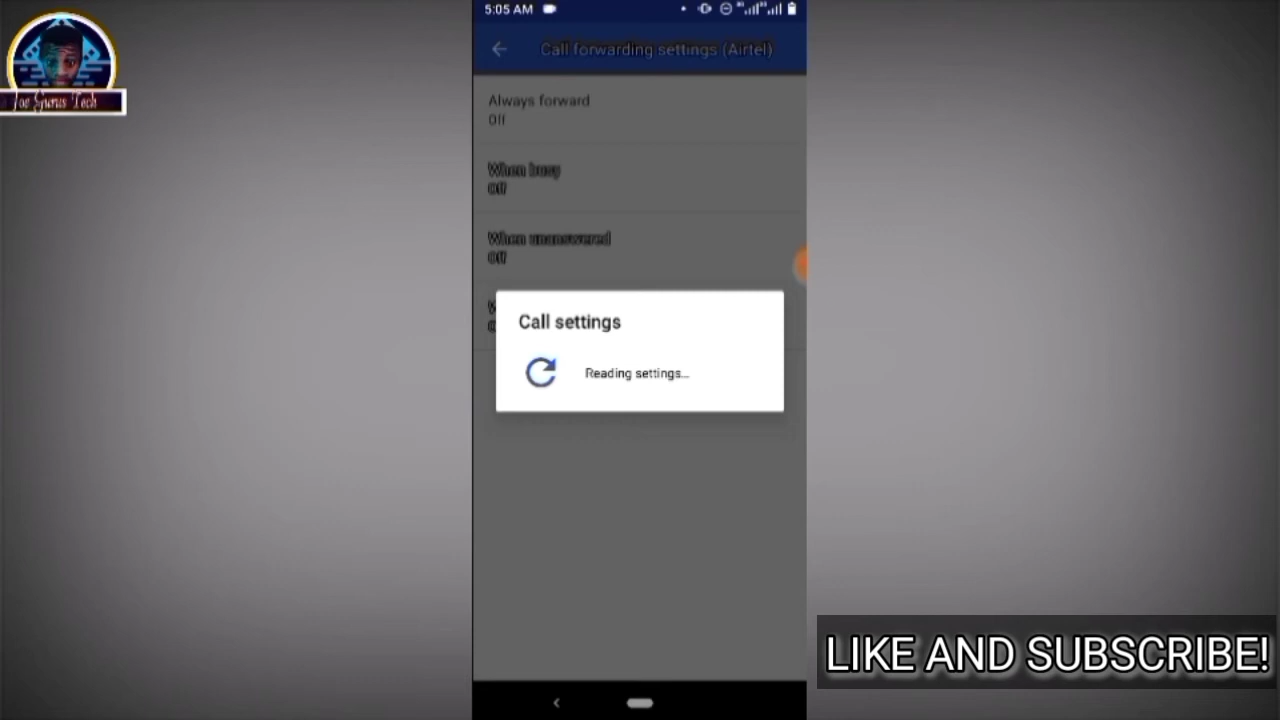 5:05 AM
Joe Gurus Tech
Call forwarding settings (Airtel)
Always forward
Off
When busy
Off
When unanswered
Off
Call settings
Reading settings...
LIKE AND SUBSCRIBE!